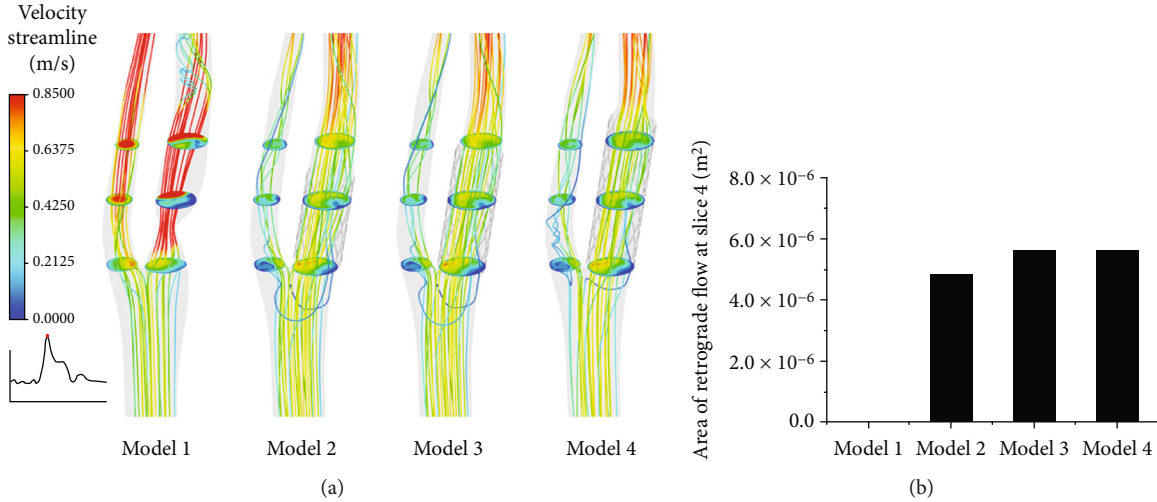 Velocity
streamline
(m/s)
0.8500
0.6375
0.4250
0.2125
0.0000
Model 1
Model 2
Model 3
Model 4
(a)
Area of retrograde flow at slice 4 (m²)
8.0 × 10⁻⁶
6.0 × 10⁻⁶
4.0 × 10⁻⁶
2.0 × 10⁻⁶
0.0
Model 1
Model 2
Model 3
Model 4
(b)